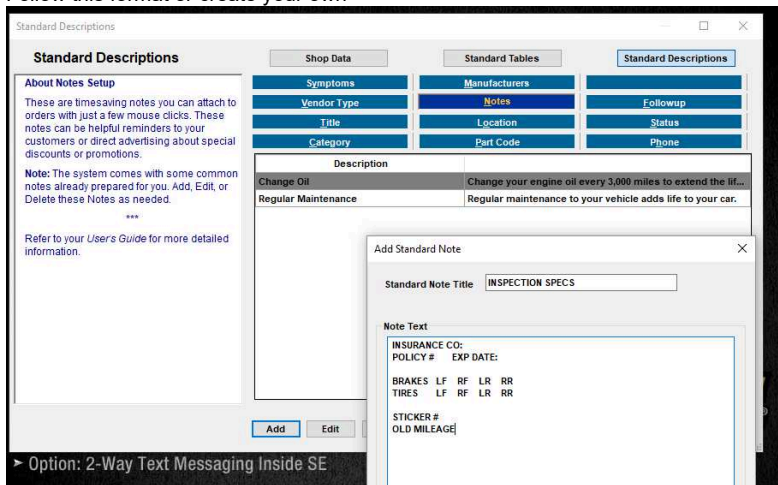 Standard Descriptions
Standard Descriptions
Shop Data
Standard Tables
Standard Descriptions
About Notes Setup
These are timesaving notes you can attach to
orders with just a few mouse clicks. These
notes can be helpful reminders to your
customers or direct advertising about special
discounts or promotions.
Note: The system comes with some common
notes already prepared for you. Add, Edit, or
Delete these Notes as needed.
***
Refer to your User's Guide for more detailed
information.
Symptoms
Manufacturers
Vendor Type
Notes
Followup
Title
Location
Status
Category
Part Code
Phone
Description
Change Oil
Change your engine oil every 3,000 miles to extend the lif...
Regular Maintenance
Regular maintenance to your vehicle adds life to your car.
Add
Edit
Add Standard Note
Standard Note Title
INSPECTION SPECS
Note Text
INSURANCE CO:
POLICY # EXP DATE:
BRAKES LF RF LR RR
TIRES LF RF LR RR
STICKER #
OLD MILEAGE
➤ Option: 2-Way Text Messaging Inside SE